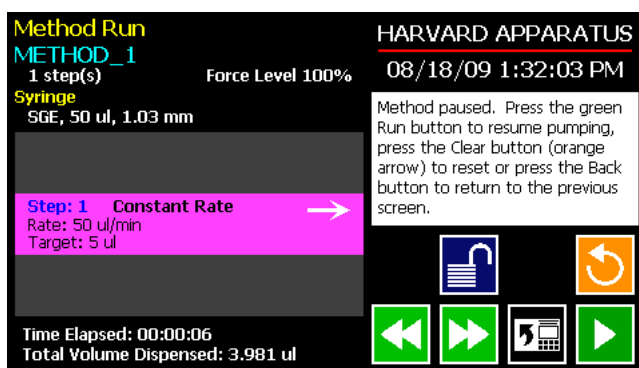 Method Run
METHOD_1
1 step(s) Force Level 100%
Syringe
SGE, 50 ul, 1.03 mm
Step: 1 Constant Rate
Rate: 50 ul/min
Target: 5 ul
Time Elapsed: 00:00:06
Total Volume Dispensed: 3.981 ul
HARVARD APPARATUS
08/18/09 1:32:03 PM
Method paused. Press the green
Run button to resume pumping,
press the Clear button (orange
arrow) to reset or press the Back
button to return to the previous
screen.